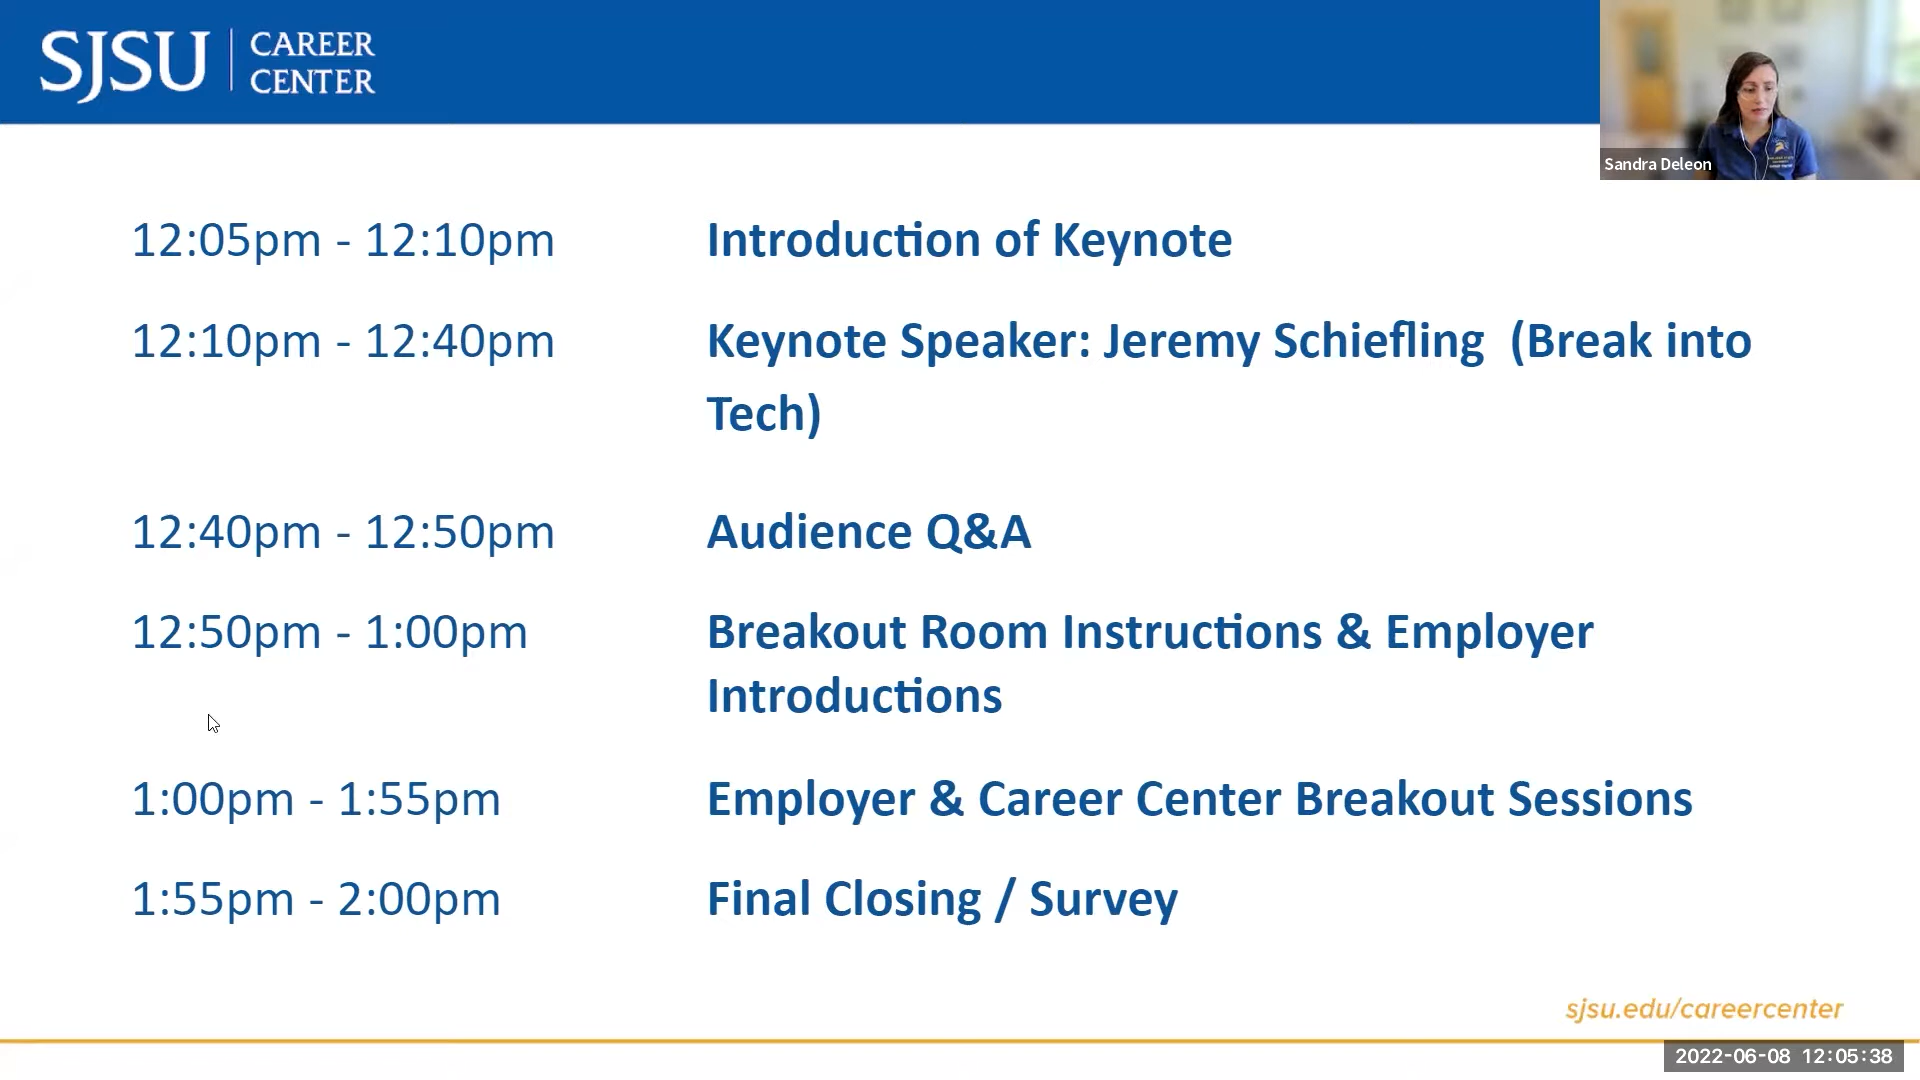 SJSU
CAREER
CENTER
Sandra Deleon
12:05pm - 12:10pm Introduction of Keynote
12:10pm - 12:40pm Keynote Speaker: Jeremy Schiefling (Break into
Tech)
12:40pm - 12:50pm Audience Q&A
12:50pm - 1:00pm Breakout Room Instructions & Employer
Introductions
1:00pm - 1:55pm Employer & Career Center Breakout Sessions
1:55pm - 2:00pm Final Closing / Survey
sjsu.edu/careercenter
2022-06-08 12:05:38